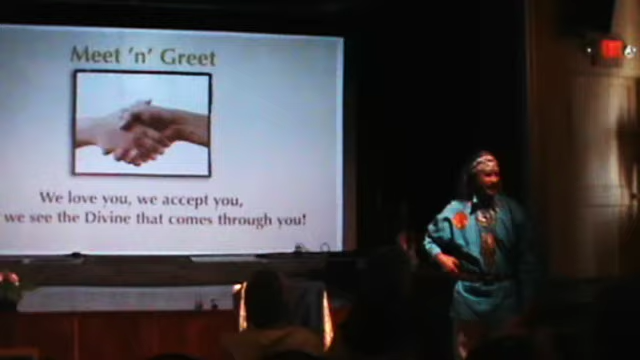 Meet 'n' Greet
We love you, we accept you,
we see the Divine that comes through you!